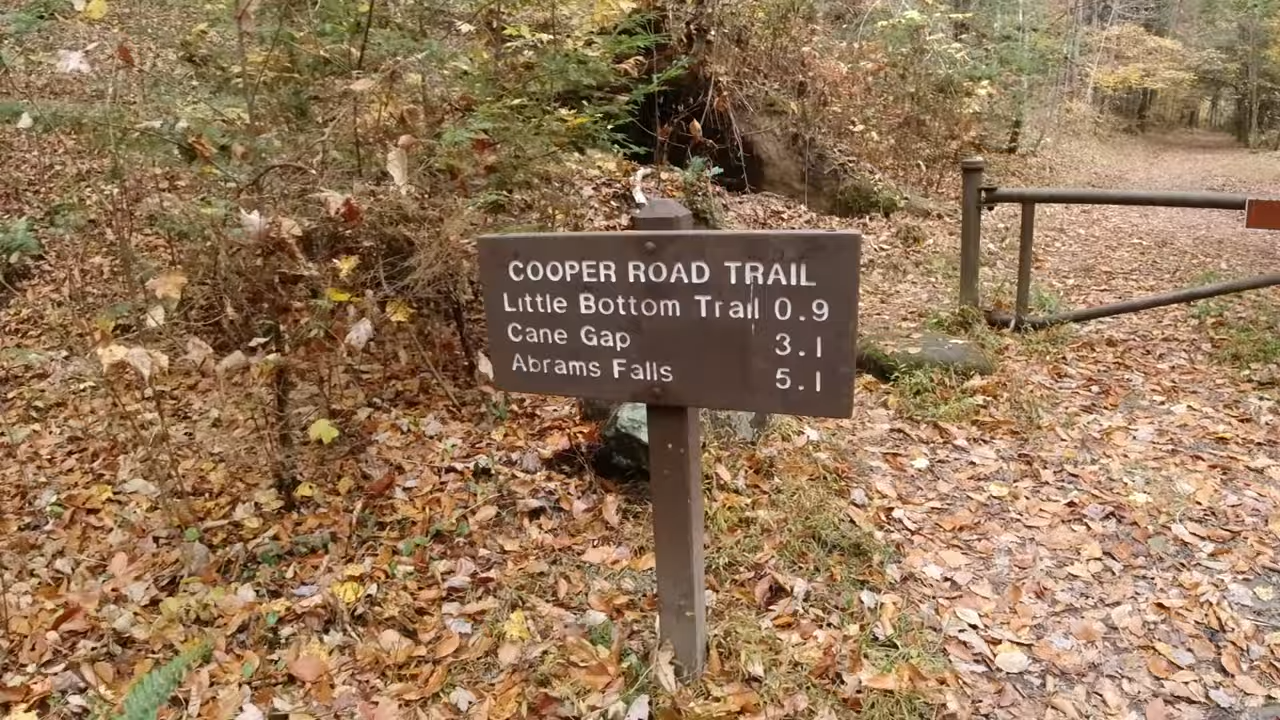 COOPER ROAD TRAIL
Little Bottom Trail 0.9
Cane Gap 3.1
Abrams Falls 5.1